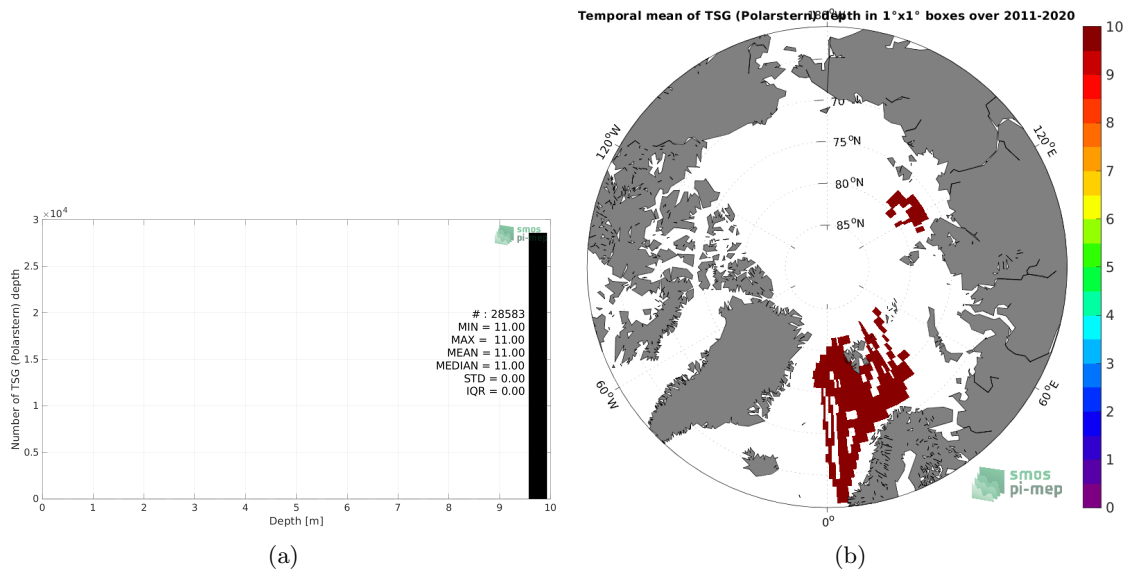 ×10⁴
3
2.5
2
1.5
1
0.5
0
Number of TSG (Polarstern) depth
smos
pi-mep
# : 28583
MIN = 11.00
MAX = 11.00
MEAN = 11.00
MEDIAN = 11.00
STD = 0.00
IQR = 0.00
0 1 2 3 4 5 6 7 8 9 10
Depth [m]
(a)
Temporal mean of TSG (Polarstern) depth in 1°x1° boxes over 2011-2020
180°W
120°W
120°E
70
75°N
80°N
85°N
60°W
60°E
0°
smos
pi-mep
10
9
8
7
6
5
4
3
2
1
0
(b)